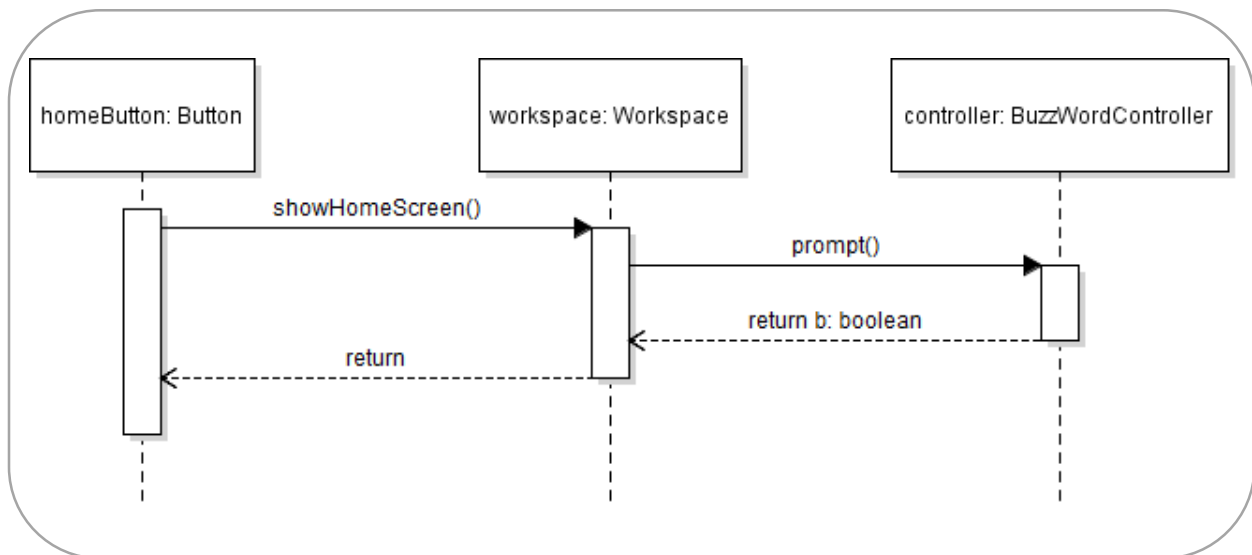 homeButton: Button
workspace: Workspace
controller: BuzzWordController
showHomeScreen()
prompt()
return b: boolean
return